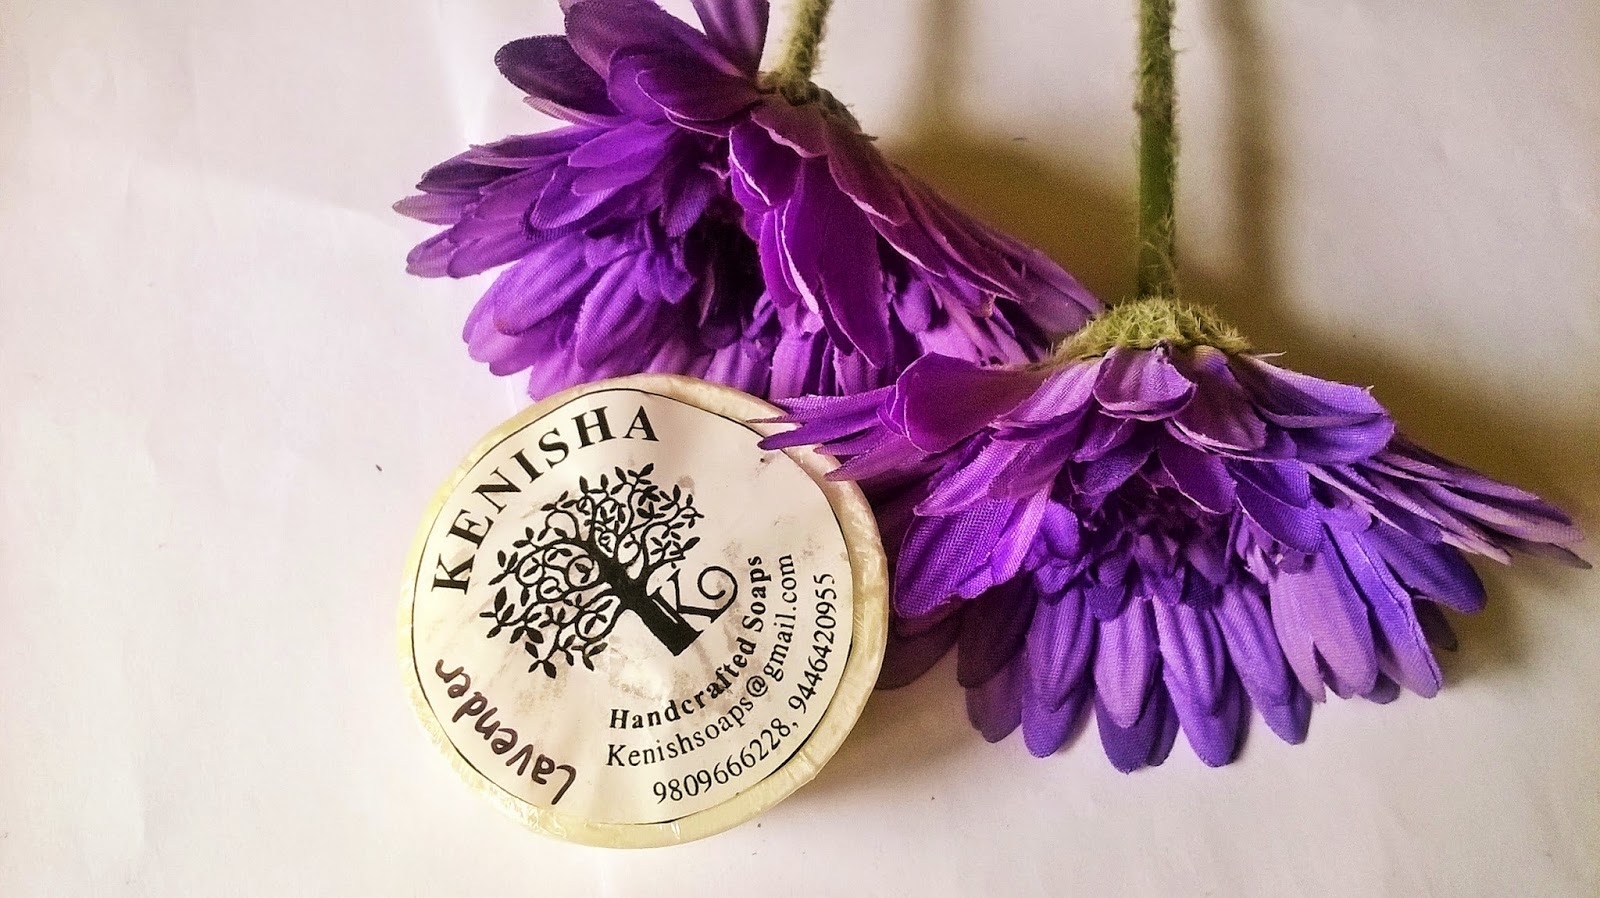 KENISHA
K
Handcrafted Soaps
Kenishsoaps@gmail.com
9809666228, 9446420955
Lavender